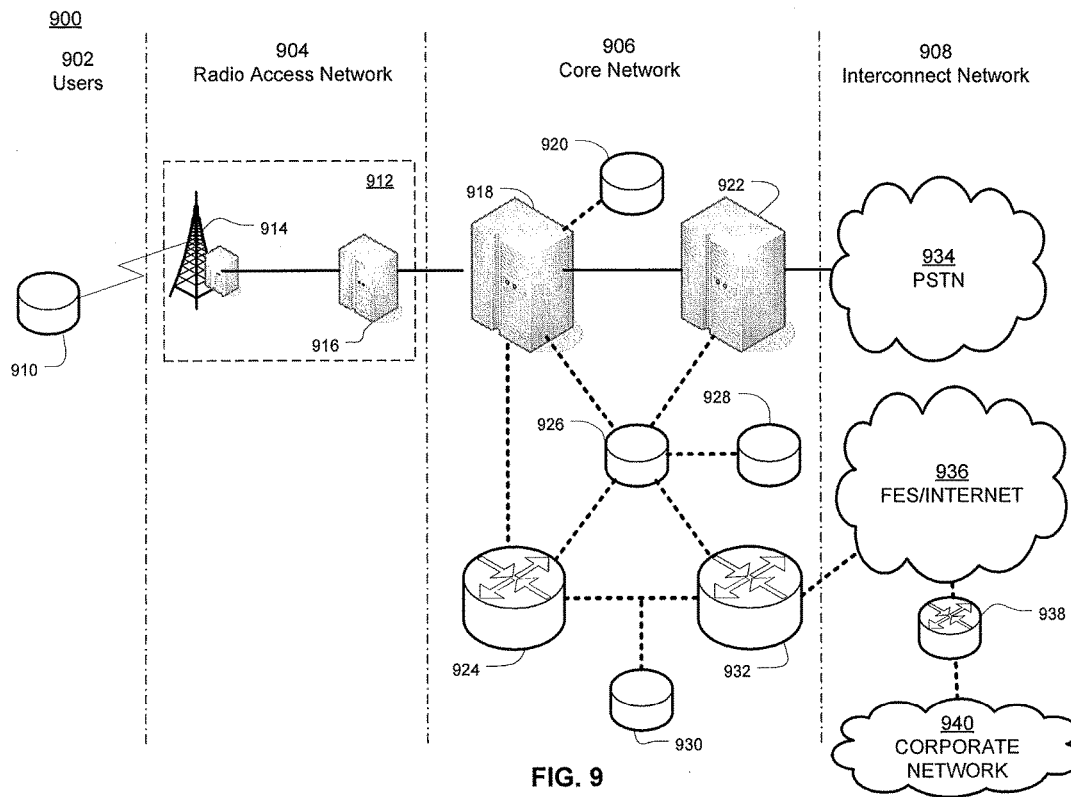 900
902
Users
904
Radio Access Network
906
Core Network
908
Interconnect Network
920
912
918
922
914
934
PSTN
916
910
926
928
936
FES/INTERNET
938
924
932
930
940
CORPORATE
NETWORK
FIG. 9